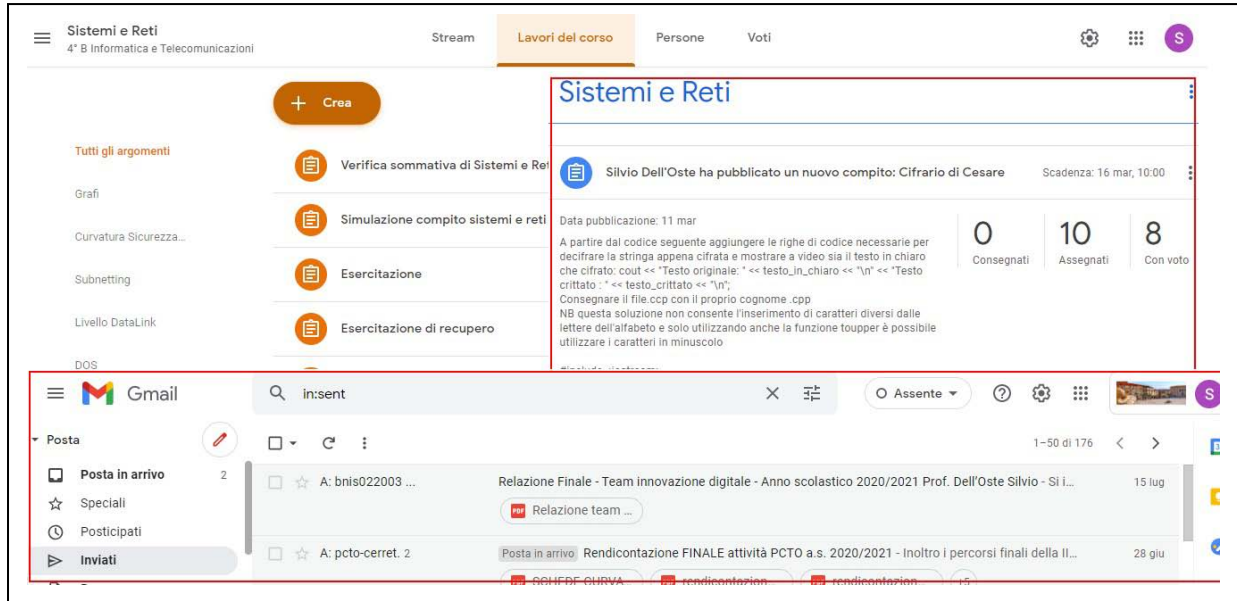 Sistemi e Reti
4° B Informatica e Telecomunicazioni
Stream Lavori del corso Persone Voti
S
+ Crea
Tutti gli argomenti
Grafi
Curvatura Sicurezza...
Subnetting
Livello DataLink
DOS
Verifica sommativa di Sistemi e Ret
Simulazione compito sistemi e reti
Esercitazione
Esercitazione di recupero
Sistemi e Reti
Silvio Dell'Oste ha pubblicato un nuovo compito: Cifrario di Cesare Scadenza: 16 mar, 10:00
Data pubblicazione: 11 mar
A partire dal codice seguente aggiungere le righe di codice necessarie per
decifrare la stringa appena cifrata e mostrare a video sia il testo in chiaro
che cifrato: cout << "Testo originale: " << testo_in_chiaro << "\n" << "Testo
crittato : " << testo_crittato << "\n";
Consegnare il file.ccp con il proprio cognome .cpp
NB questa soluzione non consente l'inserimento di caratteri diversi dalle
lettere dell'alfabeto e solo utilizzando anche la funzione toupper è possibile
utilizzare i caratteri in minuscolo
0 10 8
Consegnati Assegnati Con voto
Gmail
in:sent
Assente
S
Posta
1–50 di 176
Posta in arrivo 2
Speciali
Posticipati
Inviati
A: bnis022003 ... Relazione Finale - Team innovazione digitale - Anno scolastico 2020/2021 Prof. Dell'Oste Silvio - Si i... 15 lug
PDF Relazione team ...
A: pcto-cerret. 2 Posta in arrivo Rendicontazione FINALE attività PCTO a.s. 2020/2021 - Inoltro i percorsi finali della II... 28 giu
SCHEDE CURVA... rendicontazion... rendicontazion... +5